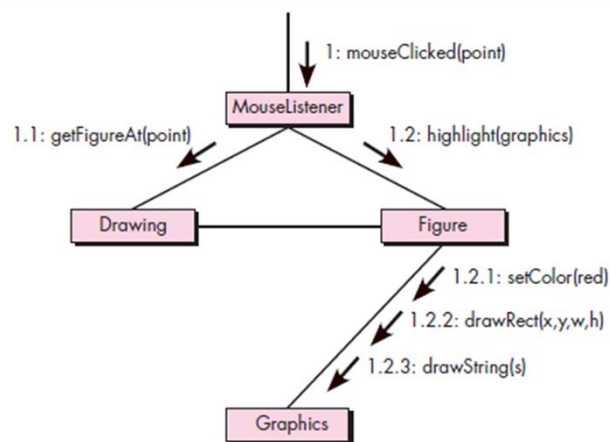 1: mouseClicked(point)
MouseListener
1.1: getFigureAt(point)
1.2: highlight(graphics)
Drawing
Figure
1.2.1: setColor(red)
1.2.2: drawRect(x,y,w,h)
1.2.3: drawString(s)
Graphics